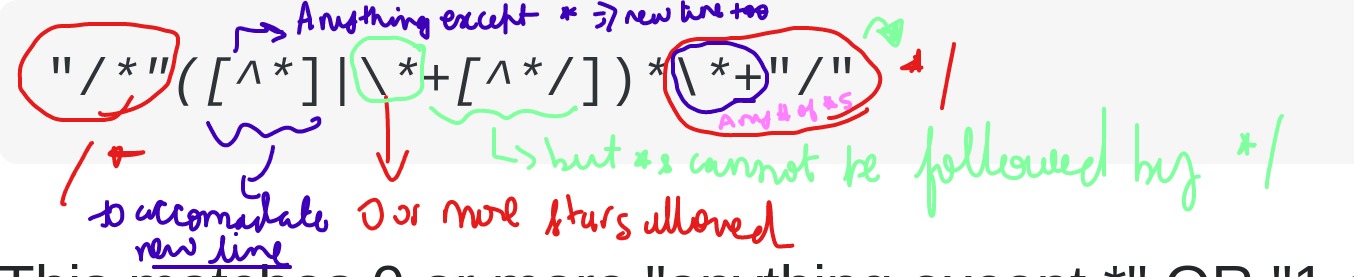 Anything except * => new line too
"/*"([^*]|\*+[^*/])*\*+"/"
*/
Any # of *s
/*
but *s cannot be followed by */
to accomodate
new line
0 or more stars allowed
This matches 0 or more "anything except *" OR "1